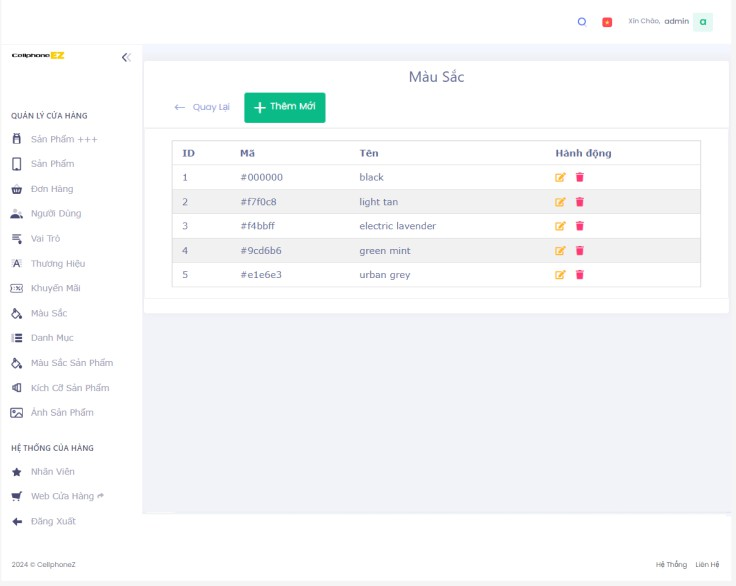 Xin Chào, admin a
CellphoneZ
Màu Sắc
Quay Lại
Thêm Mới
QUẢN LÝ CỬA HÀNG
Sản Phẩm +++
Sản Phẩm
Đơn Hàng
Người Dùng
Vai Trò
Thương Hiệu
Khuyến Mãi
Màu Sắc
Danh Mục
Màu Sắc Sản Phẩm
Kích Cỡ Sản Phẩm
Ảnh Sản Phẩm
HỆ THỐNG CỦA HÀNG
Nhân Viên
Web Cửa Hàng
Đăng Xuất
ID Mã Tên Hành động
1 #000000 black
2 #f7f0c8 light tan
3 #f4bbff electric lavender
4 #9cd6b6 green mint
5 #e1e6e3 urban grey
2024 © CellphoneZ
Hệ Thống Liên Hệ